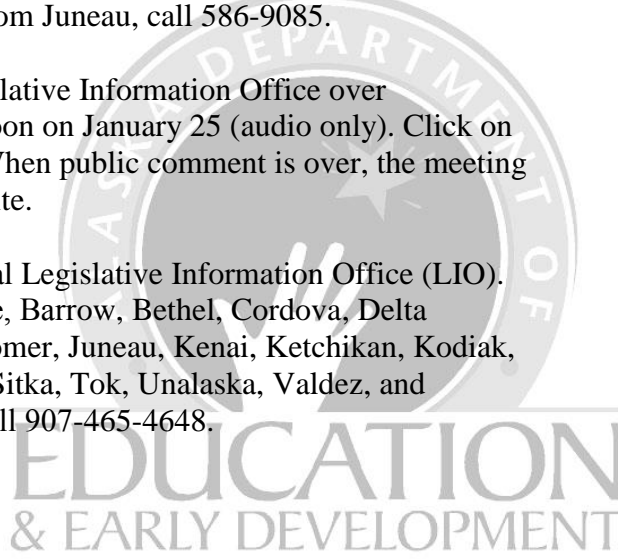 om Juneau, call 586-9085.
lative Information Office over
oon on January 25 (audio only). Click on
When public comment is over, the meeting
ite.
al Legislative Information Office (LIO).
e, Barrow, Bethel, Cordova, Delta
omer, Juneau, Kenai, Ketchikan, Kodiak,
Sitka, Tok, Unalaska, Valdez, and
ll 907-465-4648.
ALASKA DEPARTMENT OF
EDUCATION
& EARLY DEVELOPMENT